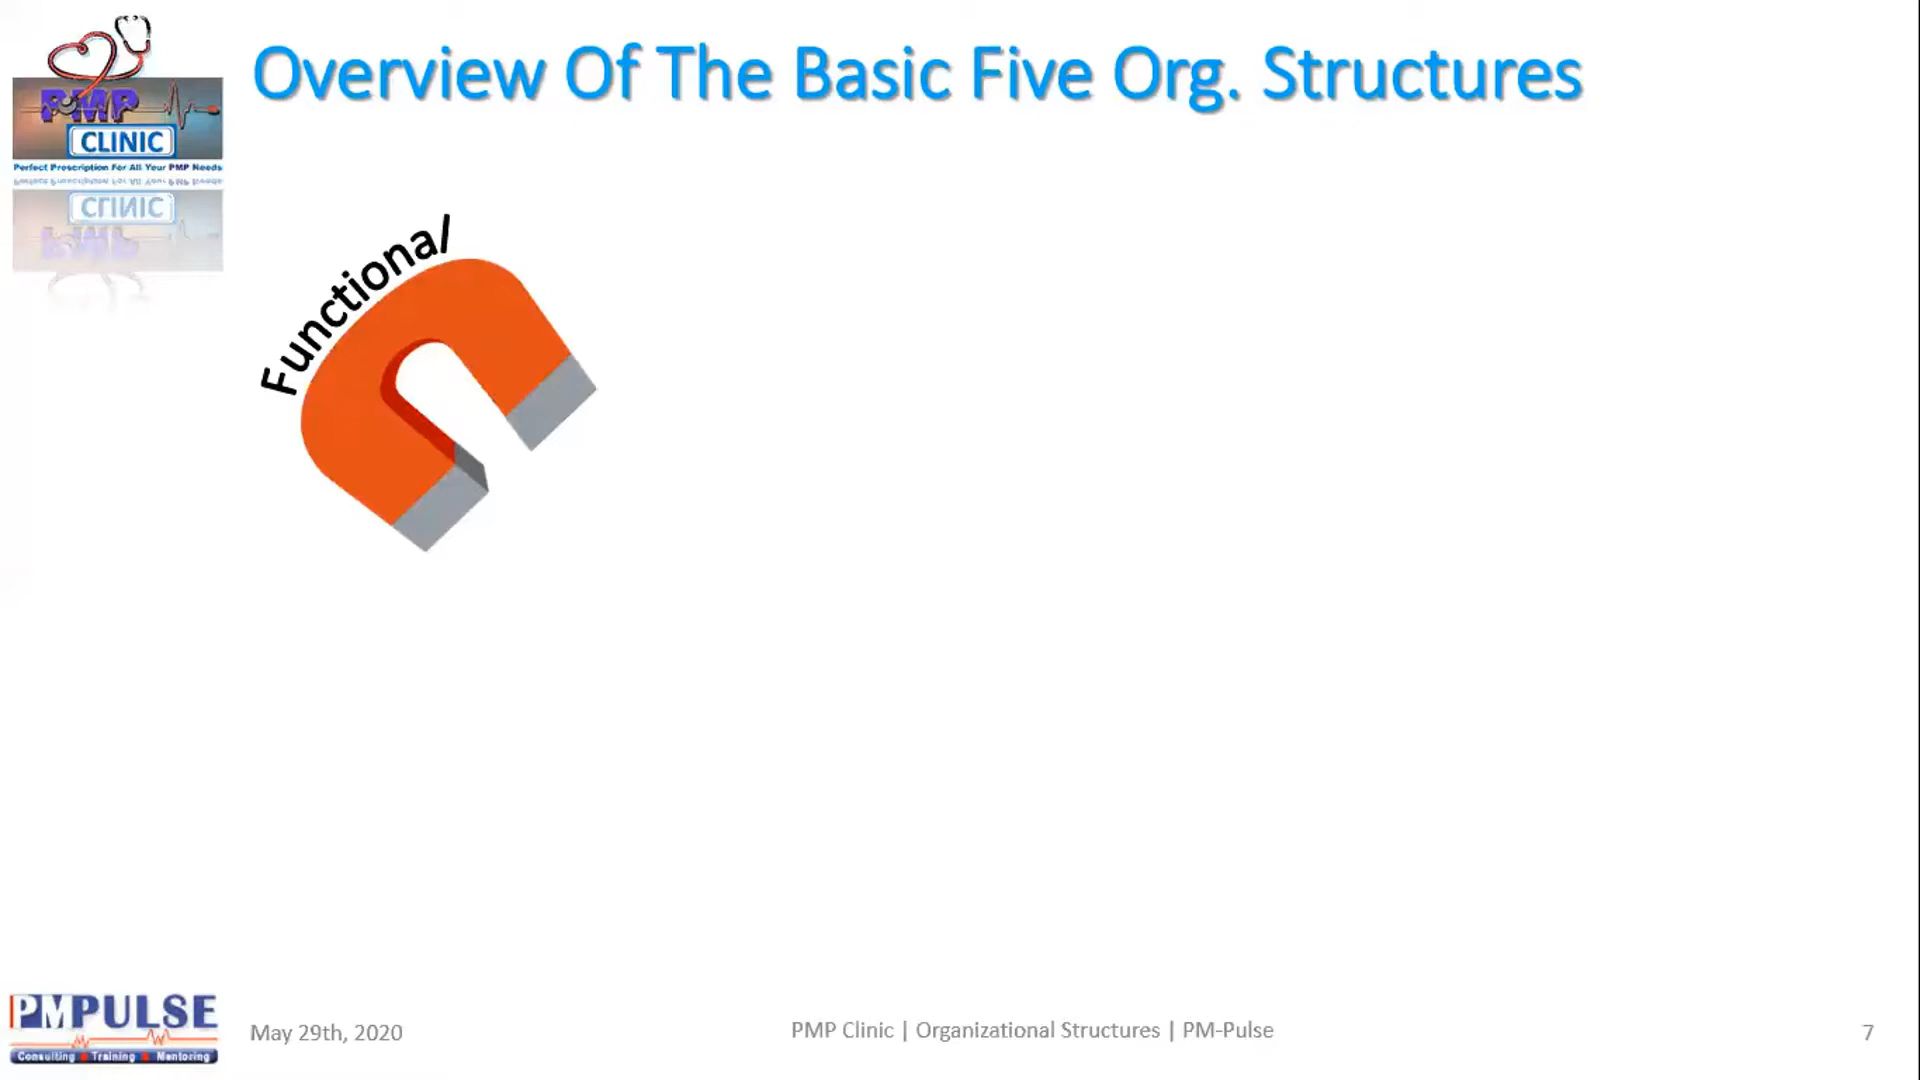 Overview Of The Basic Five Org. Structures
PMP
CLINIC
Perfect Prescription For All Your PMP Needs
Functional
PMPULSE
Consulting Training Mentoring
May 29th, 2020
PMP Clinic | Organizational Structures | PM-Pulse
7